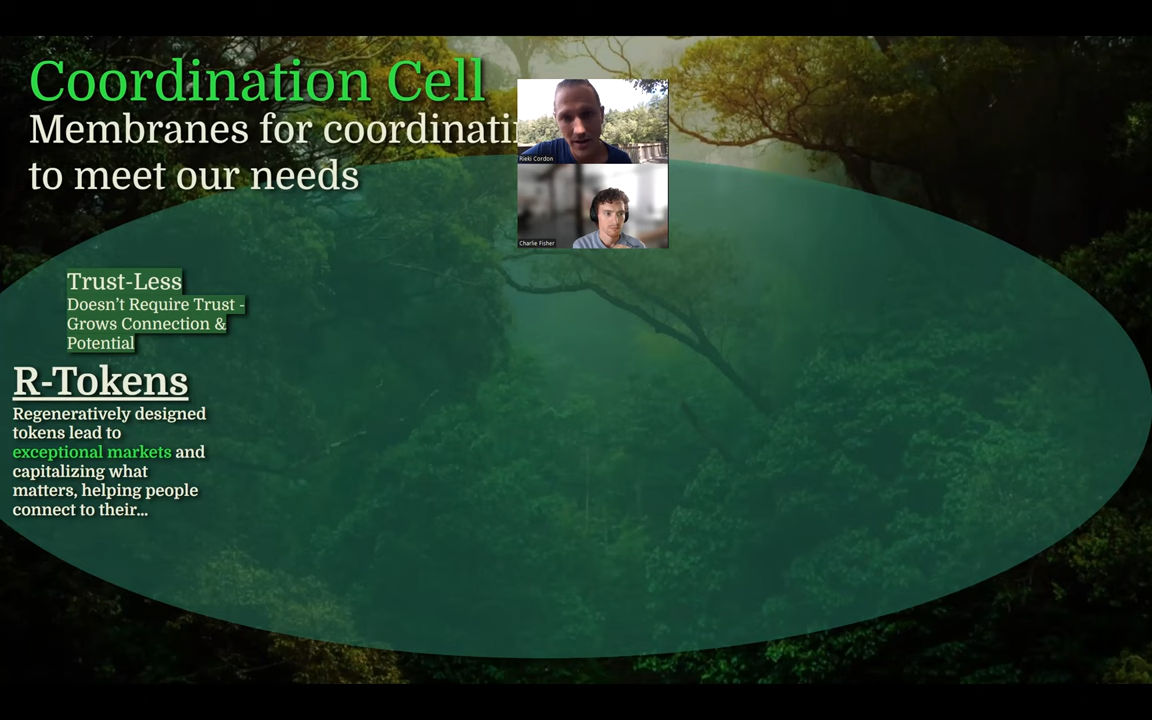 Coordination Cell
Membranes for coordinati
to meet our needs
Rieki Cordon
Charlie Fisher
Trust-Less
Doesn't Require Trust -
Grows Connection &
Potential
R-Tokens
Regeneratively designed
tokens lead to
exceptional markets and
capitalizing what
matters, helping people
connect to their...